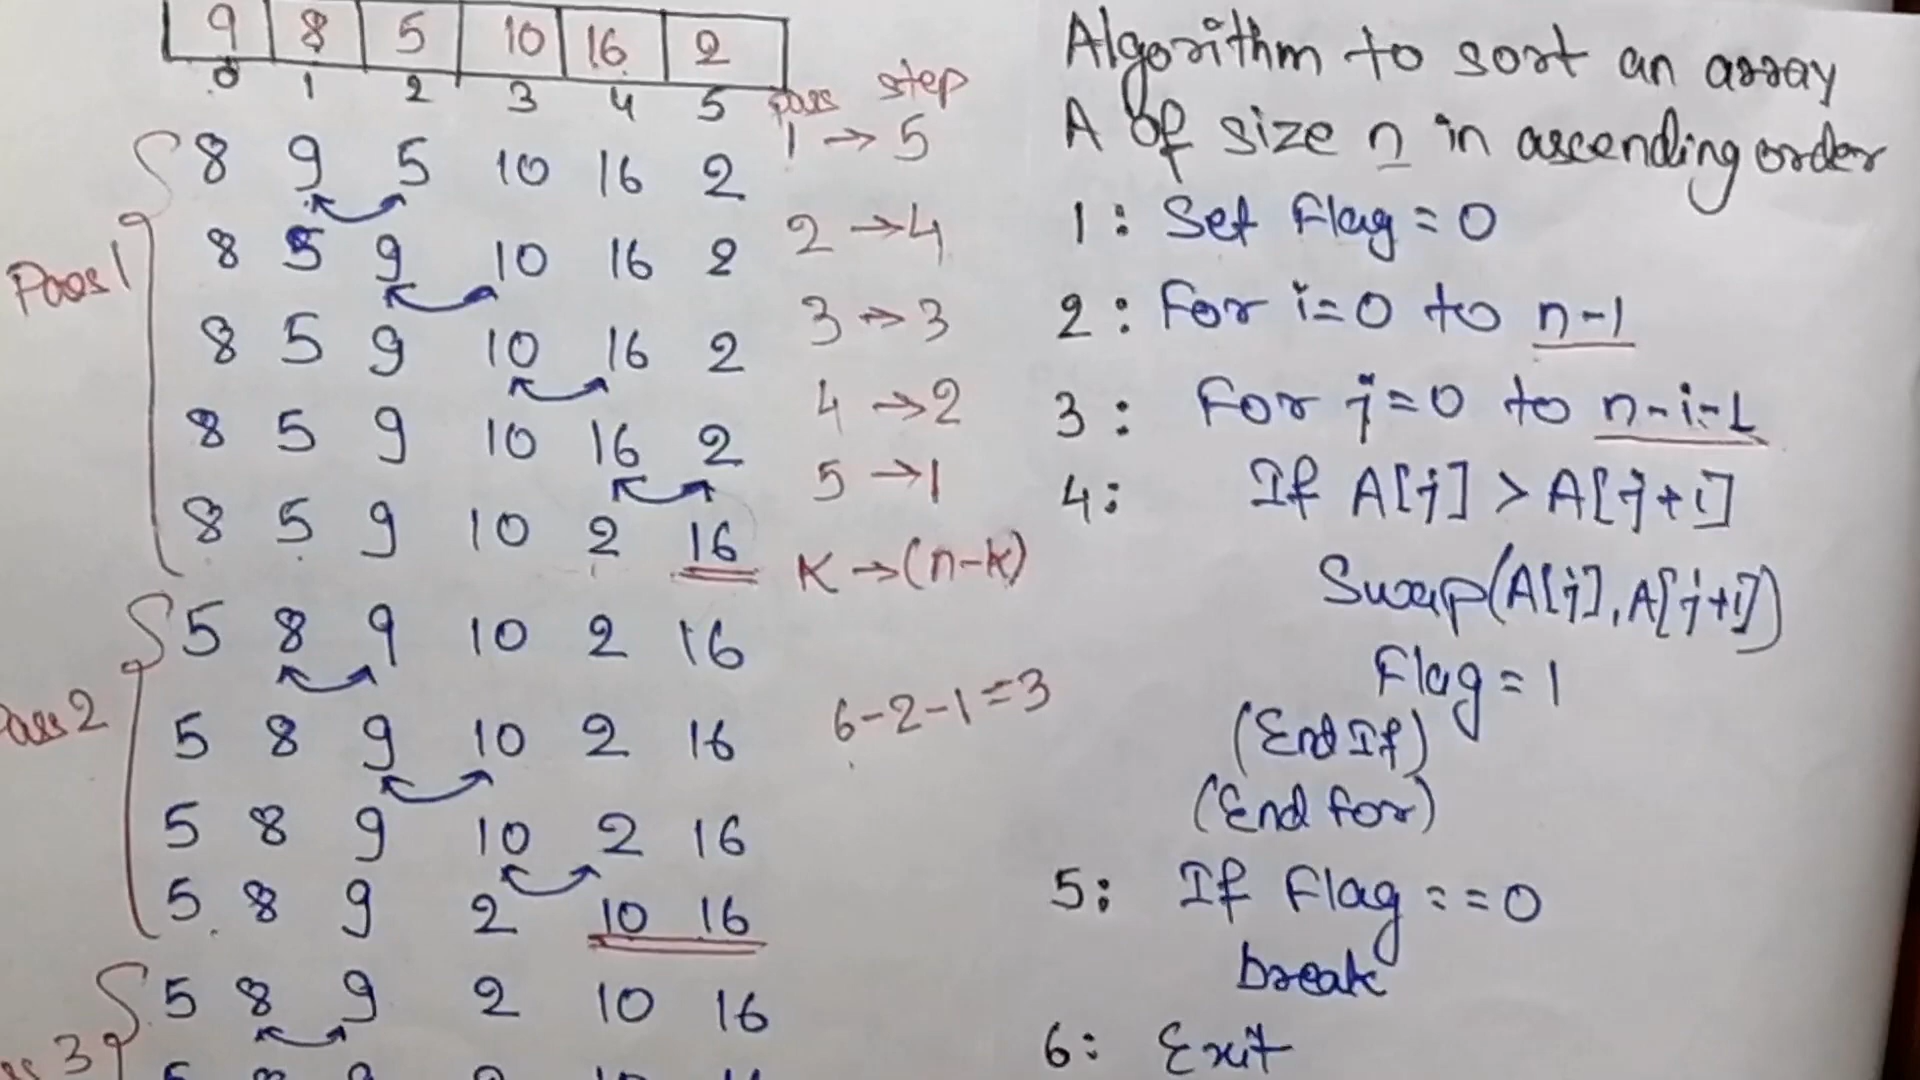 9 8 5 10 16 2
0 1 2 3 4 5
pass step
1 → 5
2 → 4
3 → 3
4 → 2
5 → 1
K → (n-k)
6-2-1=3
Pass 1
8 9 5 10 16 2
8 5 9 10 16 2
8 5 9 10 16 2
8 5 9 10 16 2
8 5 9 10 2 16
Pass 2
5 8 9 10 2 16
5 8 9 10 2 16
5 8 9 10 2 16
5 8 9 2 10 16
3
5 8 9 2 10 16
Algorithm to sort an array
A of size n in ascending order
1: Set Flag = 0
2: For i=0 to n-1
3: For j=0 to n-i-1
4: If A[j] > A[j+1]
Swap(A[j], A[j+1])
Flag = 1
(End If)
(End for)
5: If Flag == 0
break
6: Exit